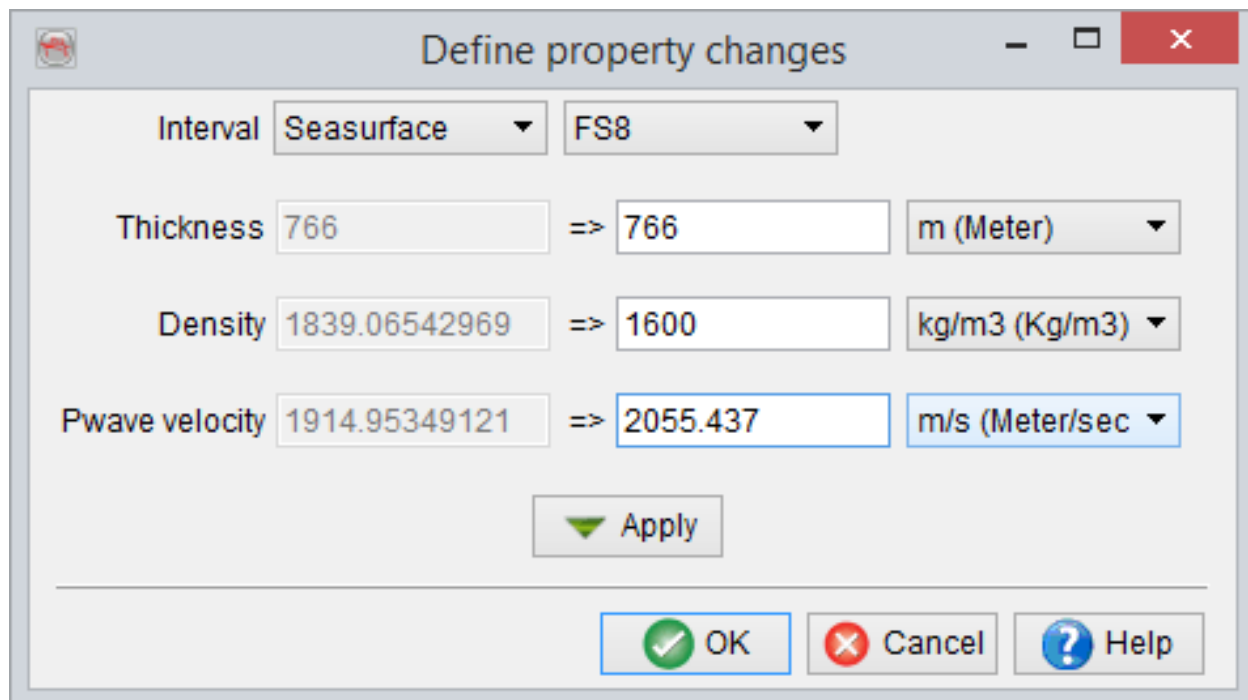 Define property changes
Interval Seasurface FS8
Thickness 766 => 766 m (Meter)
Density 1839.06542969 => 1600 kg/m3 (Kg/m3)
Pwave velocity 1914.95349121 => 2055.437 m/s (Meter/sec
Apply
OK Cancel Help